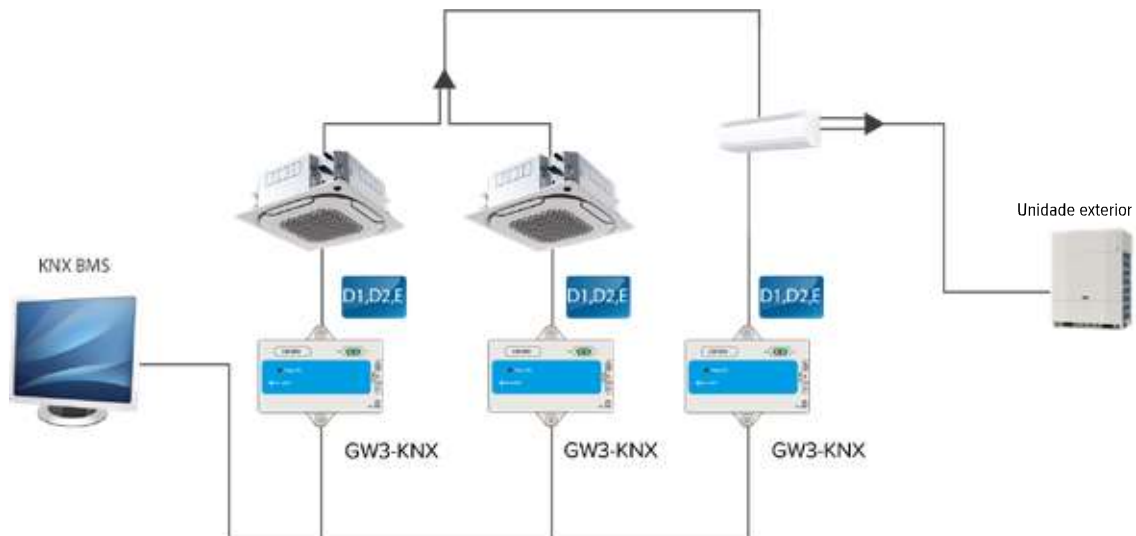 Unidade exterior
KNX BMS
D1,D2,E
D1,D2,E
D1,D2,E
GW3-KNX
GW3-KNX
GW3-KNX